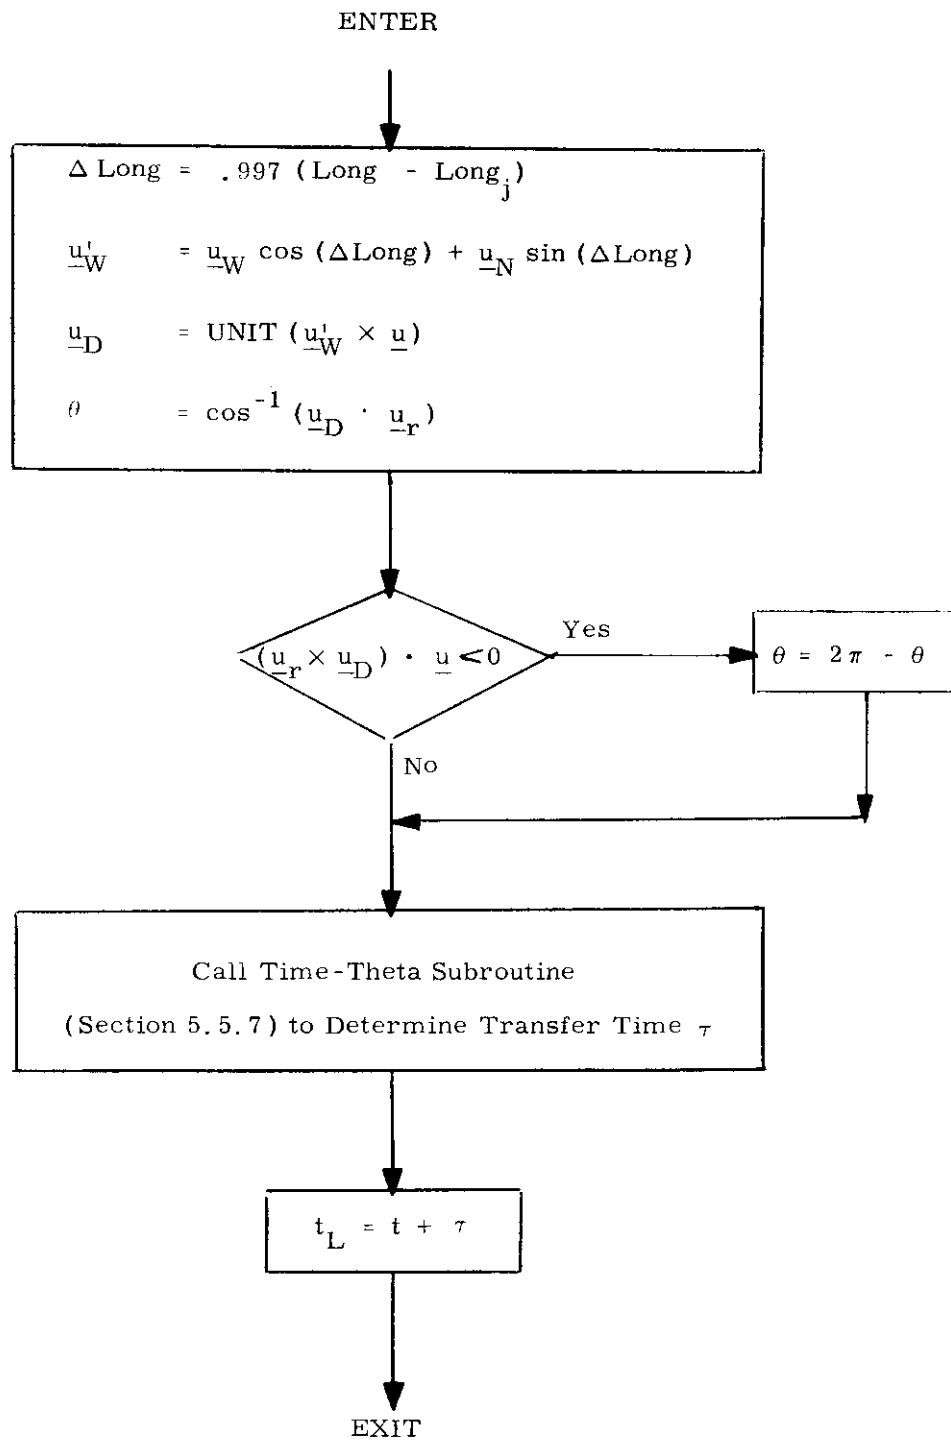 ENTER
Δ Long = .997 (Long - Long_j)
u'_W = u_W cos (ΔLong) + u_N sin (ΔLong)
u_D = UNIT (u'_W × u)
θ = cos^-1 (u_D · u_r)
(u_r × u_D) · u < 0
Yes
θ = 2π - θ
No
Call Time-Theta Subroutine
(Section 5.5.7) to Determine Transfer Time τ
t_L = t + τ
EXIT